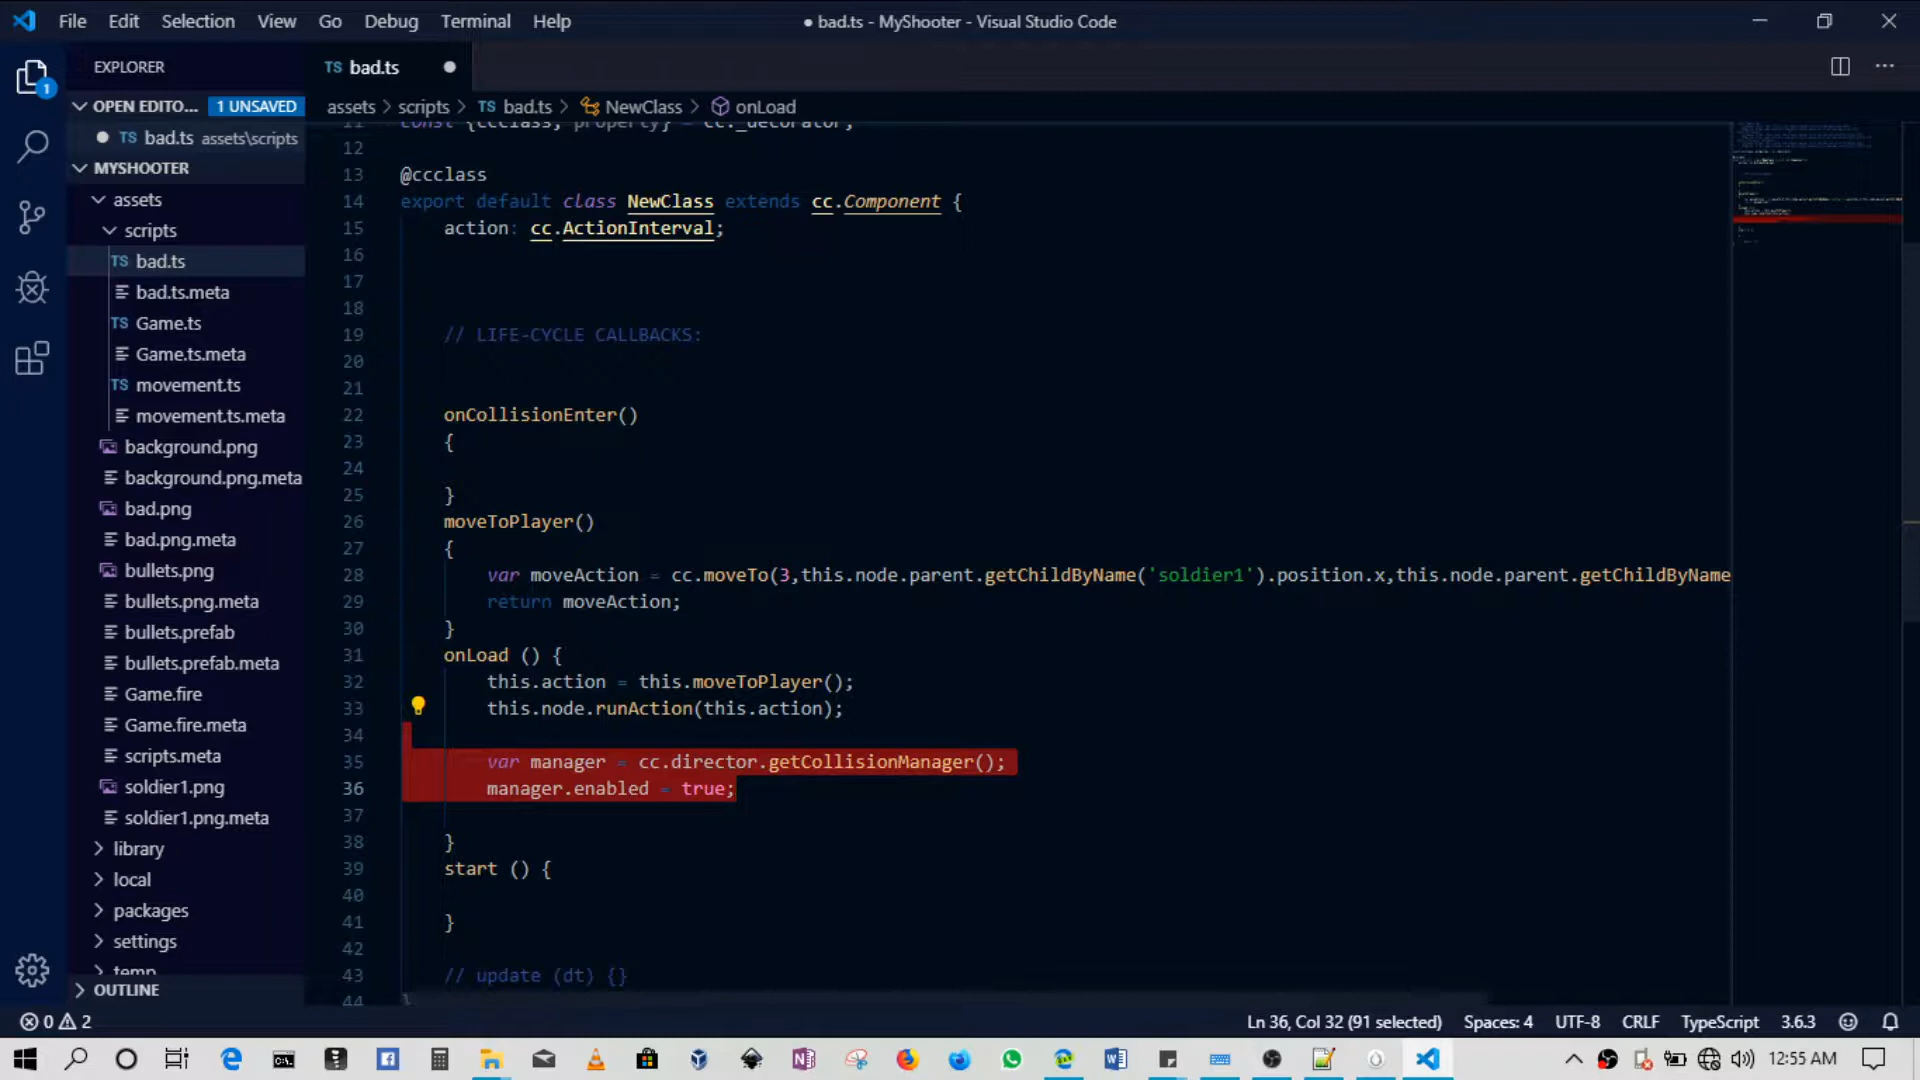 File Edit Selection View Go Debug Terminal Help
● bad.ts - MyShooter - Visual Studio Code
EXPLORER
TS bad.ts
OPEN EDITO... 1 UNSAVED
assets > scripts > TS bad.ts > NewClass > onLoad
TS bad.ts assets\scripts
MYSHOOTER
assets
scripts
TS bad.ts
bad.ts.meta
TS Game.ts
Game.ts.meta
TS movement.ts
movement.ts.meta
background.png
background.png.meta
bad.png
bad.png.meta
bullets.png
bullets.png.meta
bullets.prefab
bullets.prefab.meta
Game.fire
Game.fire.meta
scripts.meta
soldier1.png
soldier1.png.meta
library
local
packages
settings
temp
OUTLINE
11 const {ccclass, property} = cc._decorator;
12
13 @ccclass
14 export default class NewClass extends cc.Component {
15 action: cc.ActionInterval;
16
17
18
19 // LIFE-CYCLE CALLBACKS:
20
21
22 onCollisionEnter()
23 {
24
25 }
26 moveToPlayer()
27 {
28 var moveAction = cc.moveTo(3,this.node.parent.getChildByName('soldier1').position.x,this.node.parent.getChildByName
29 return moveAction;
30 }
31 onLoad () {
32 this.action = this.moveToPlayer();
33 this.node.runAction(this.action);
34
35 var manager = cc.director.getCollisionManager();
36 manager.enabled = true;
37
38 }
39 start () {
40
41 }
42
43 // update (dt) {}
44 }
0 2
Ln 36, Col 32 (91 selected) Spaces: 4 UTF-8 CRLF TypeScript 3.6.3
12:55 AM